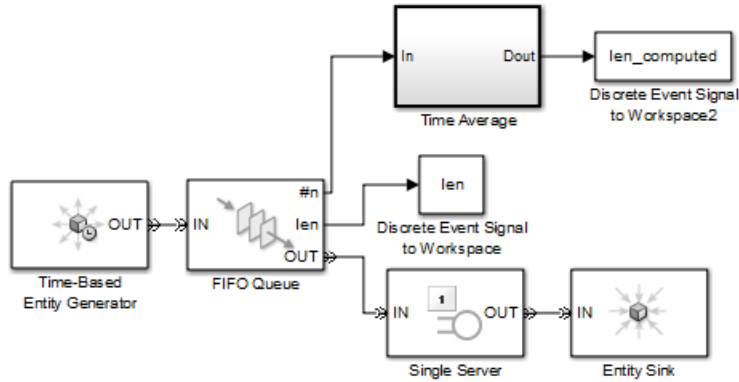 In
Dout
len_computed
Time Average
Discrete Event Signal
to Workspace2
#n
len
OUT
IN
OUT
len
Discrete Event Signal
to Workspace
Time-Based
Entity Generator
FIFO Queue
IN
1
OUT
IN
Single Server
Entity Sink